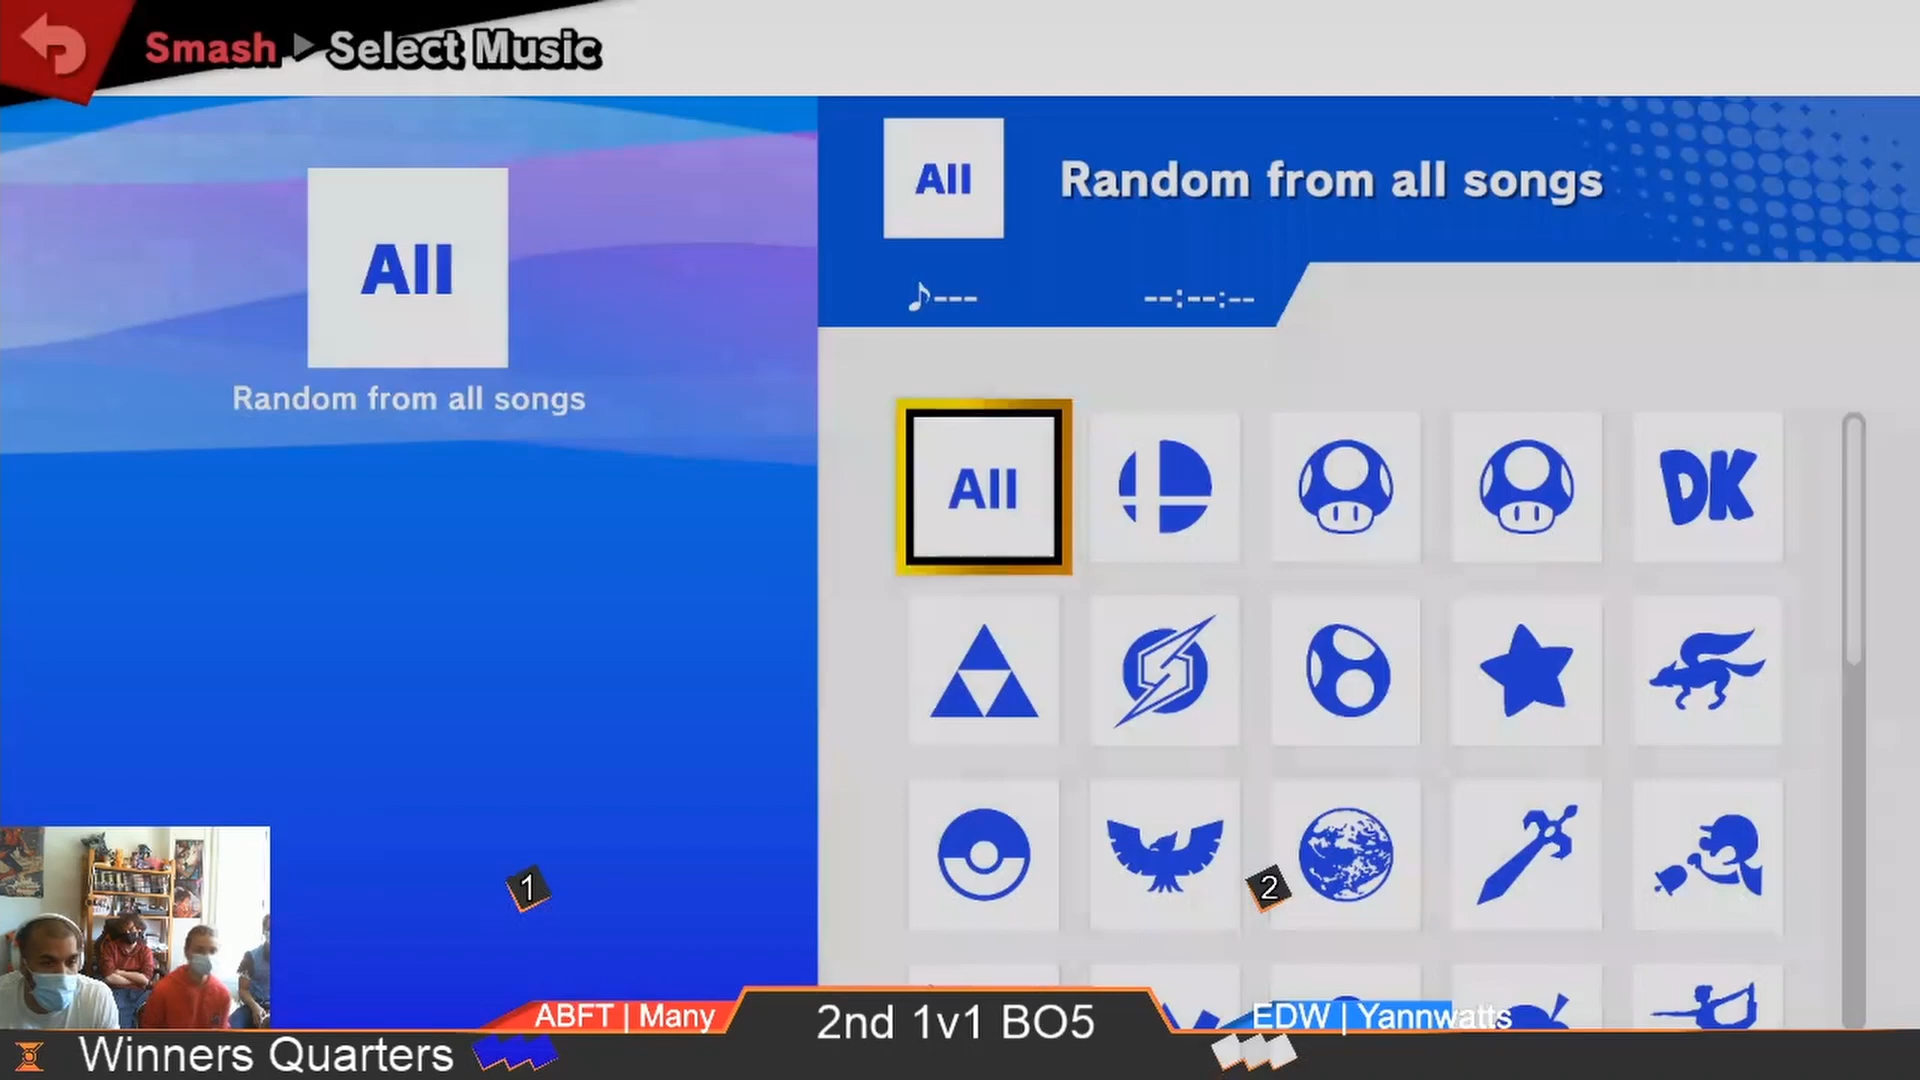 Smash ▶ Select Music
All
Random from all songs
All
Random from all songs
♪--- --:--:--
All
DK
1
2
ABFT | Many
2nd 1v1 BO5
EDW | Yannwatts
Winners Quarters